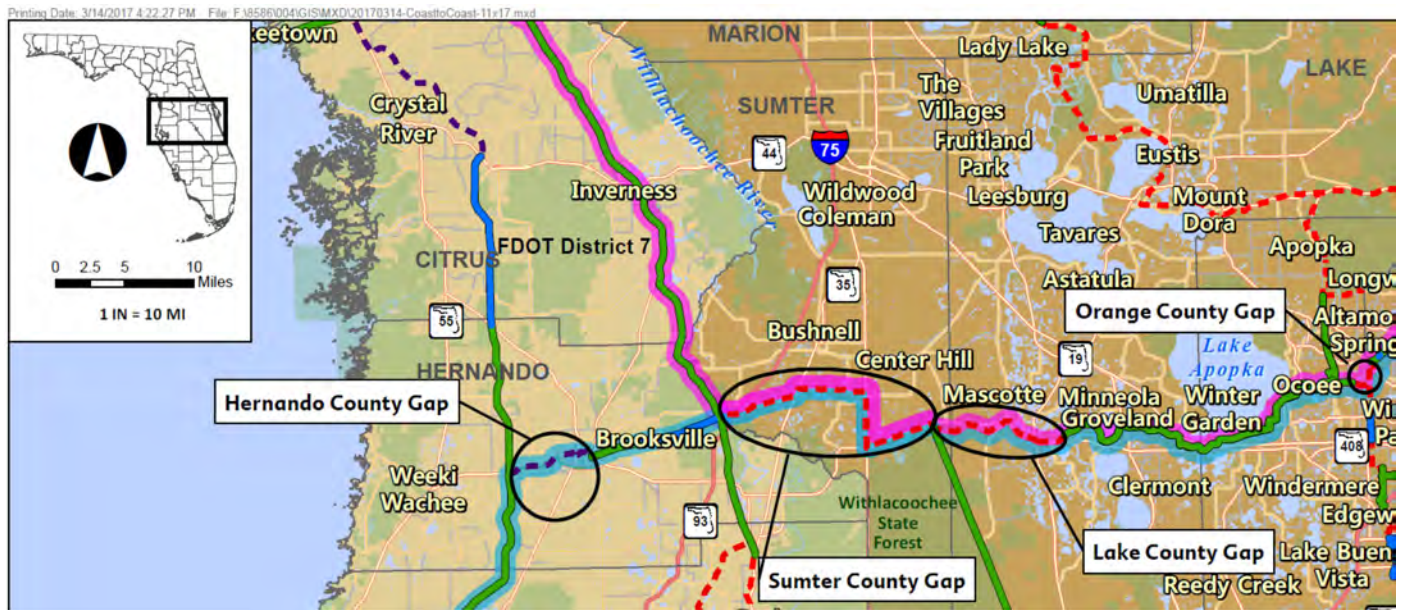 Printing Date: 3/14/2017 4:22:27 PM File: F:\8586\004\GIS\MXD\20170314-CoasttoCoast-11x17.mxd
0 2.5 5 10
Miles
1 IN = 10 MI
keetown
Crystal
River
Withlacoochee River
MARION
Lady Lake
LAKE
The
Villages
Umatilla
SUMTER
44
75
Fruitland
Park
Eustis
Inverness
Wildwood
Coleman
Leesburg
Mount
Dora
Tavares
Apopka
FDOT District 7
CITRUS
35
Astatula
Longw
55
Orange County Gap
Altamo
Spring
Bushnell
HERNANDO
Center Hill
19
Lake
Apopka
Hernando County Gap
Mascotte
Minneola
Groveland
Winter
Garden
Ocoee
Win
Pa
Brooksville
408
Weeki
Wachee
Clermont
Windermere
93
Withlacoochee
State
Forest
Edgew
Sumter County Gap
Lake County Gap
Lake Buen
Vista
Reedy Creek